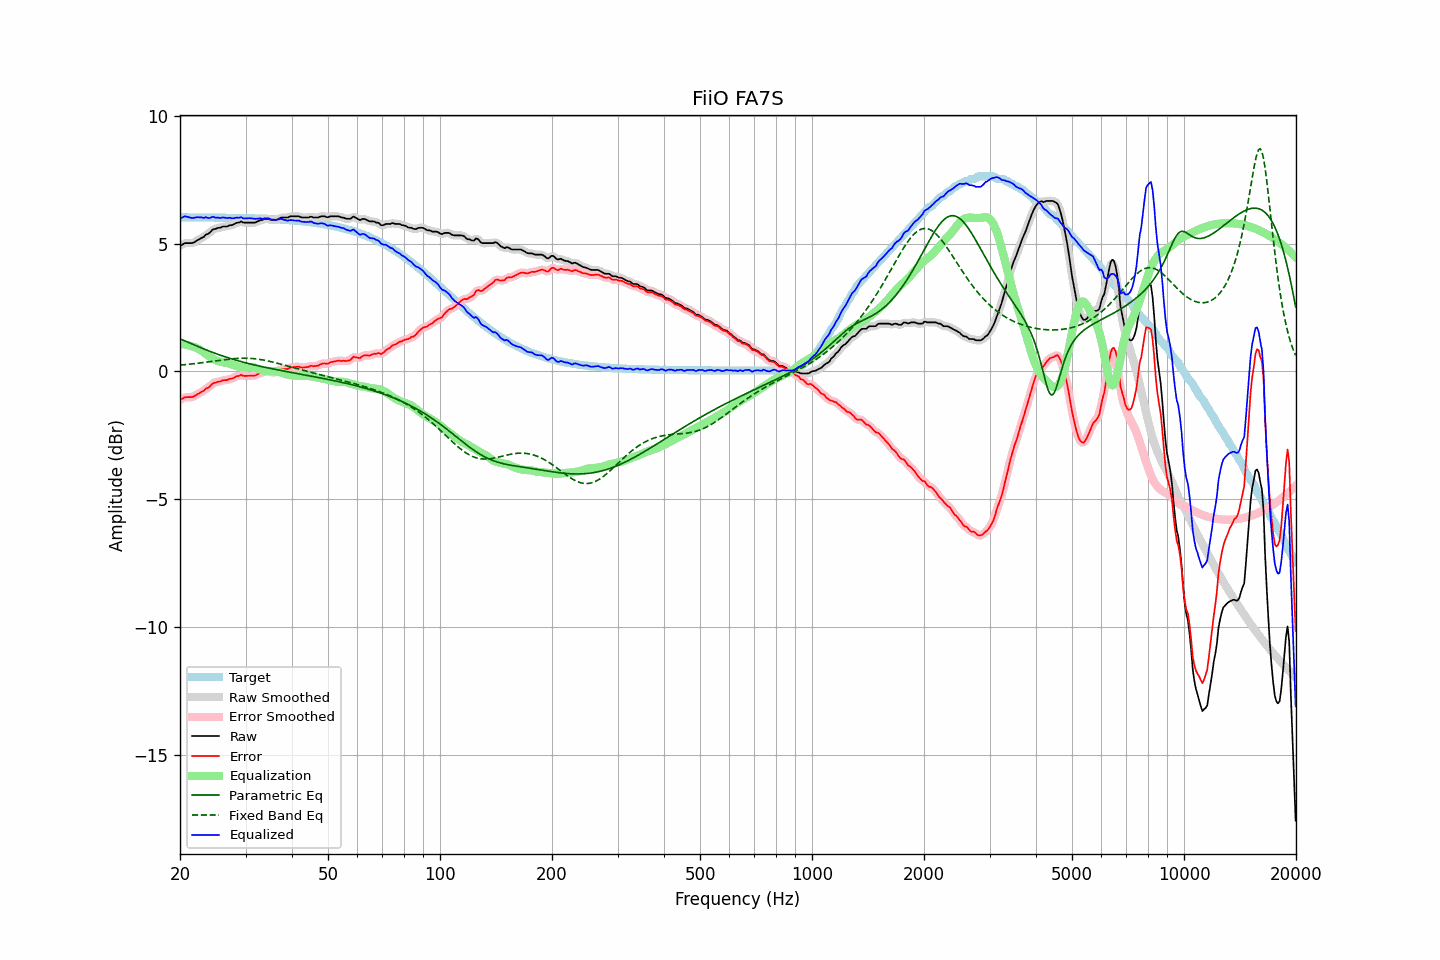 FiiO FA7S
10
5
0
−5
−10
−15
Amplitude (dBr)
Target
Raw Smoothed
Error Smoothed
Raw
Error
Equalization
Parametric Eq
Fixed Band Eq
Equalized
20 50 100 200 500 1000 2000 5000 10000 20000
Frequency (Hz)